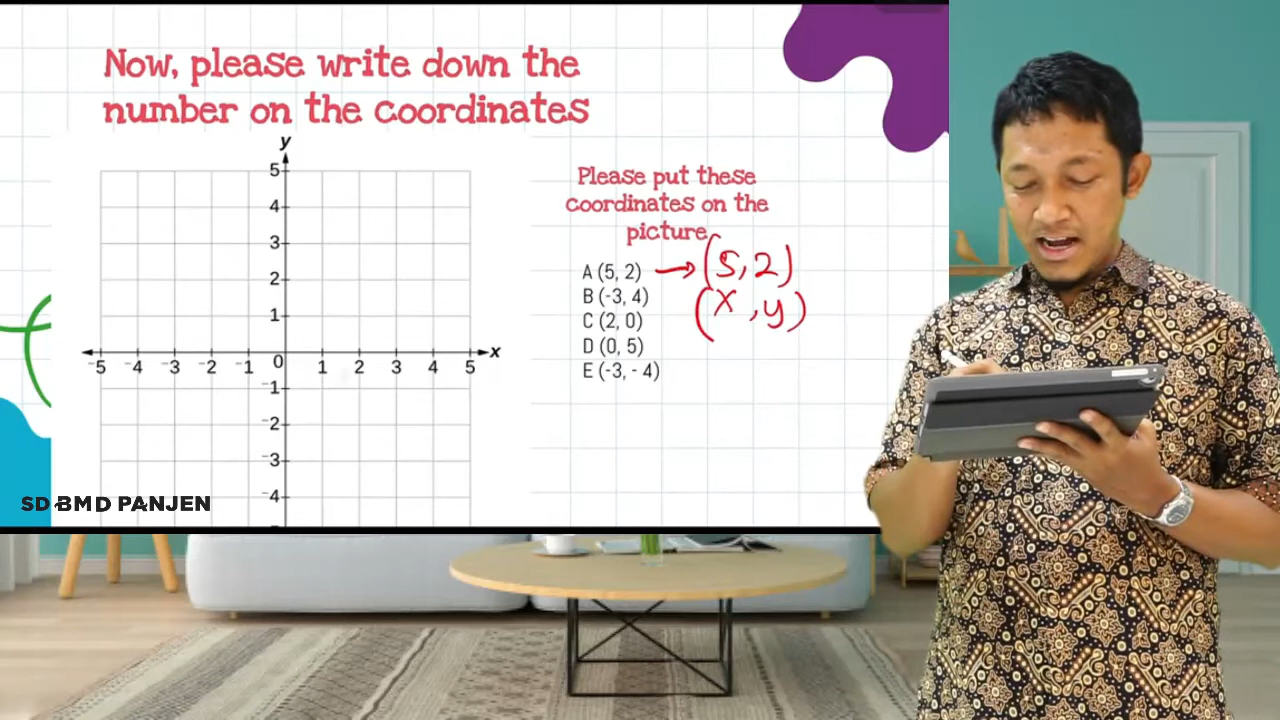 Now, please write down the
number on the coordinates
y
5
4
3
2
1
-5 -4 -3 -2 -1 0 1 2 3 4 5 x
-1
-2
-3
-4
Please put these
coordinates on the
picture
A (5, 2) → (5, 2)
B (-3, 4) (x, y)
C (2, 0)
D (0, 5)
E (-3, - 4)
SD BMD PANJEN